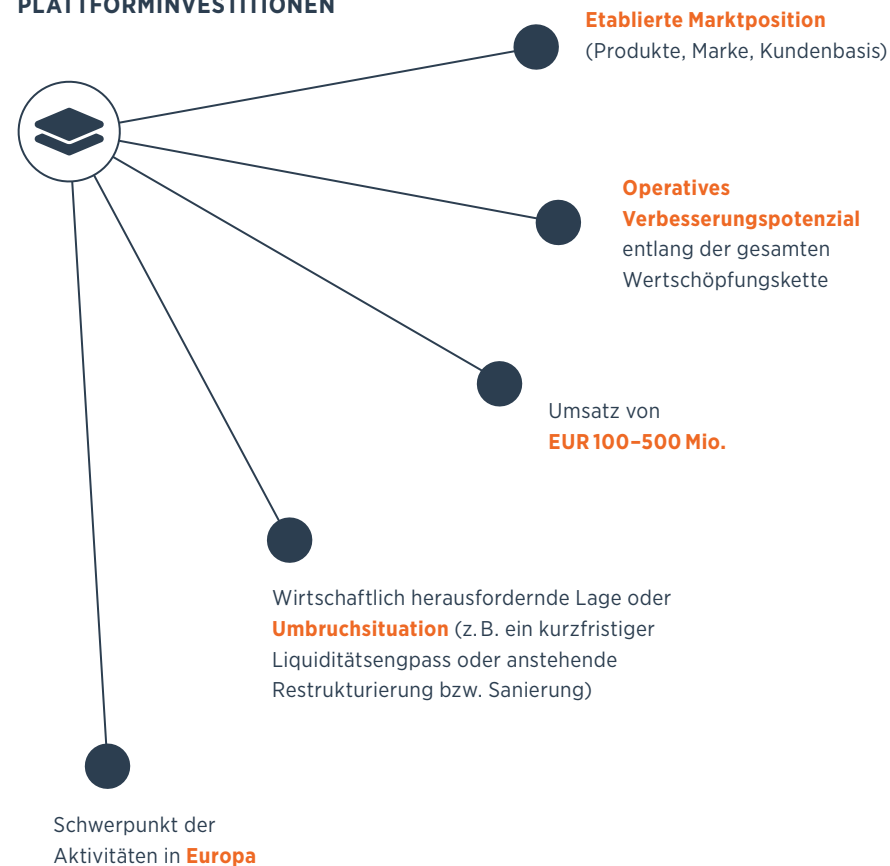 PLATTFORMINVESTITIONEN
Etablierte Marktposition
(Produkte, Marke, Kundenbasis)
Operatives
Verbesserungspotenzial
entlang der gesamten
Wertschöpfungskette
Umsatz von
EUR 100–500 Mio.
Wirtschaftlich herausfordernde Lage oder
Umbruchsituation (z. B. ein kurzfristiger
Liquiditätsengpass oder anstehende
Restrukturierung bzw. Sanierung)
Schwerpunkt der
Aktivitäten in Europa